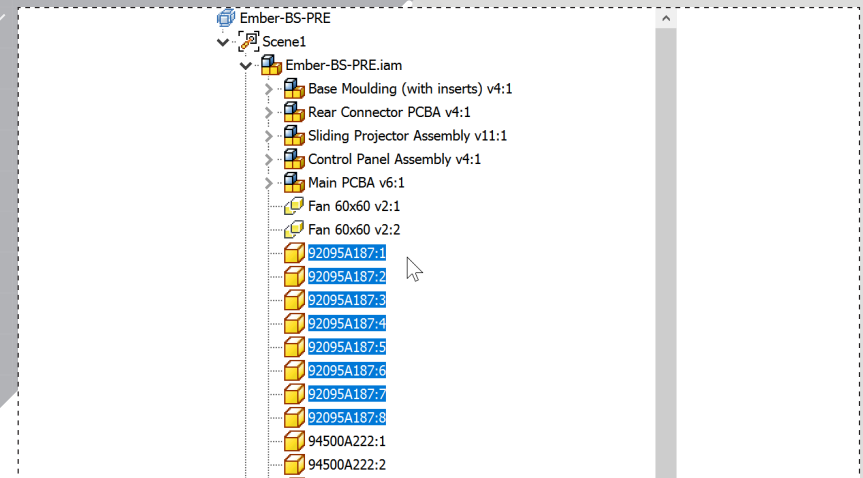 Ember-BS-PRE
Scene1
Ember-BS-PRE.iam
Base Moulding (with inserts) v4:1
Rear Connector PCBA v4:1
Sliding Projector Assembly v11:1
Control Panel Assembly v4:1
Main PCBA v6:1
Fan 60x60 v2:1
Fan 60x60 v2:2
92095A187:1
92095A187:2
92095A187:3
92095A187:4
92095A187:5
92095A187:6
92095A187:7
92095A187:8
94500A222:1
94500A222:2